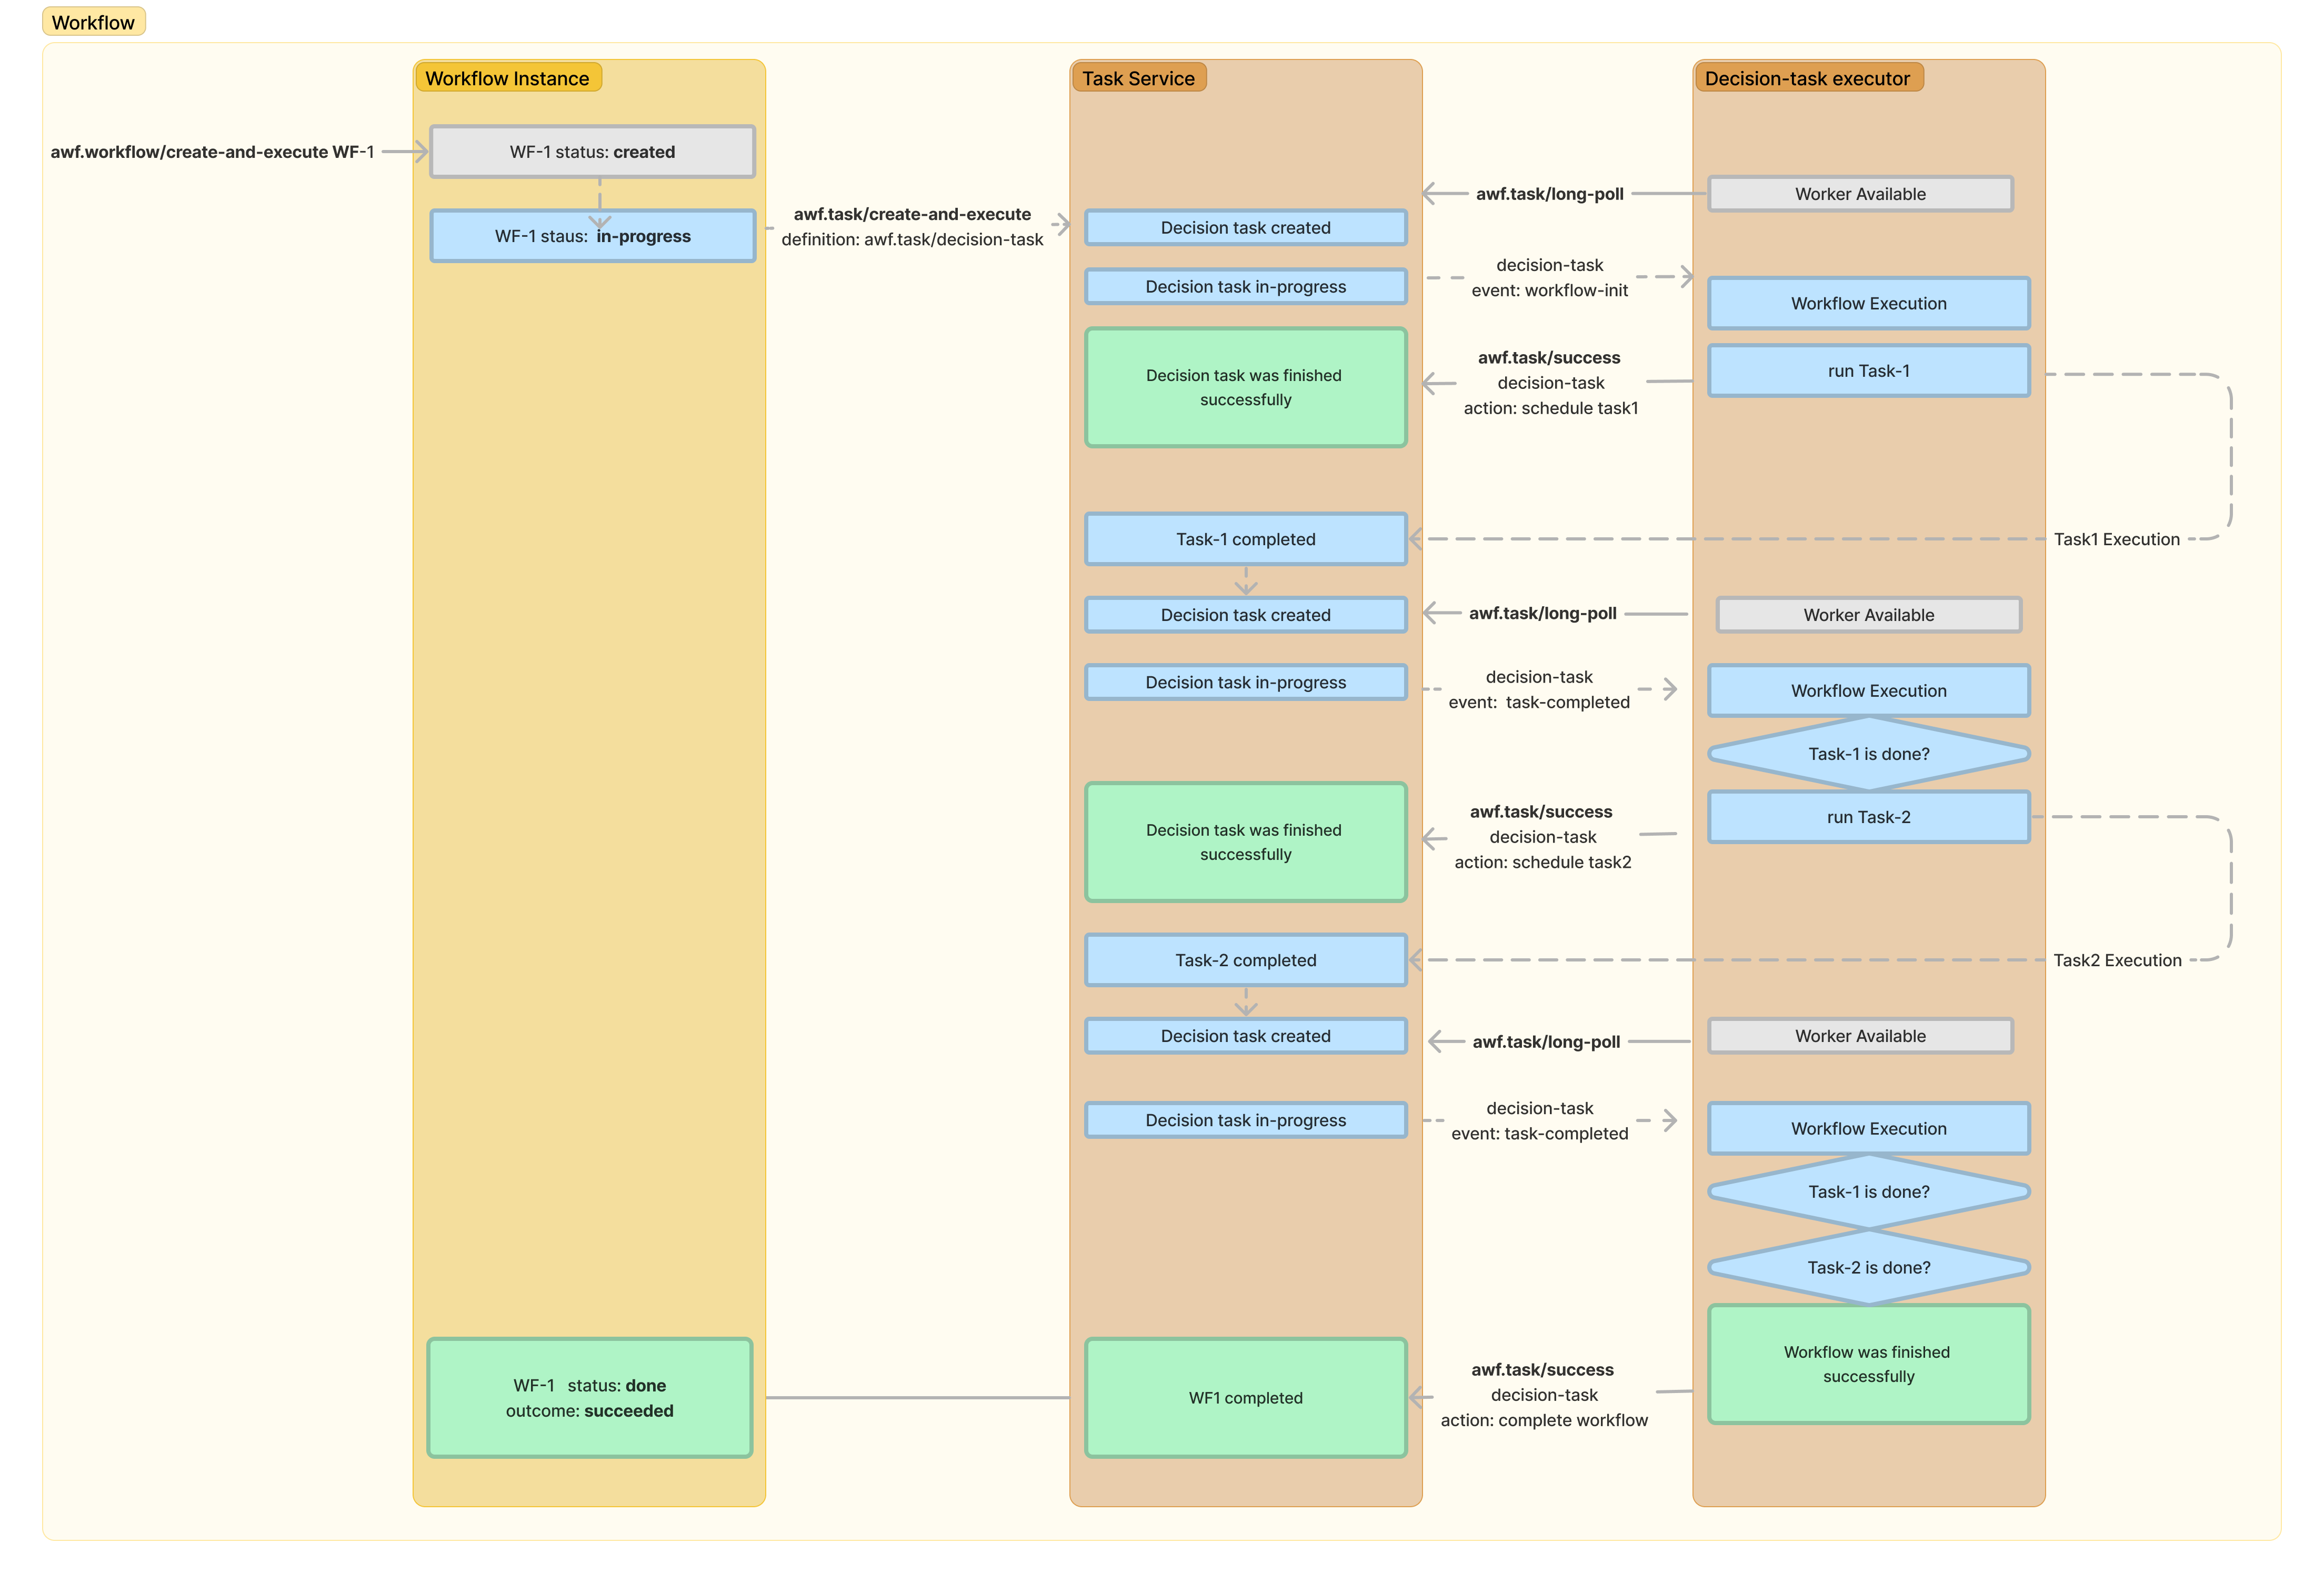 Workflow
Workflow Instance
Task Service
Decision-task executor
awf.workflow/create-and-execute WF-1
WF-1 status: created
awf.task/long-poll
Worker Available
WF-1 staus: in-progress
awf.task/create-and-execute
definition: awf.task/decision-task
Decision task created
Decision task in-progress
decision-task
event: workflow-init
Workflow Execution
Decision task was finished
successfully
awf.task/success
decision-task
action: schedule task1
run Task-1
Task-1 completed
Task1 Execution
Decision task created
awf.task/long-poll
Worker Available
Decision task in-progress
decision-task
event: task-completed
Workflow Execution
Task-1 is done?
Decision task was finished
successfully
awf.task/success
decision-task
action: schedule task2
run Task-2
Task-2 completed
Task2 Execution
Decision task created
awf.task/long-poll
Worker Available
Decision task in-progress
decision-task
event: task-completed
Workflow Execution
Task-1 is done?
Task-2 is done?
Workflow was finished
successfully
WF-1 status: done
outcome: succeeded
WF1 completed
awf.task/success
decision-task
action: complete workflow